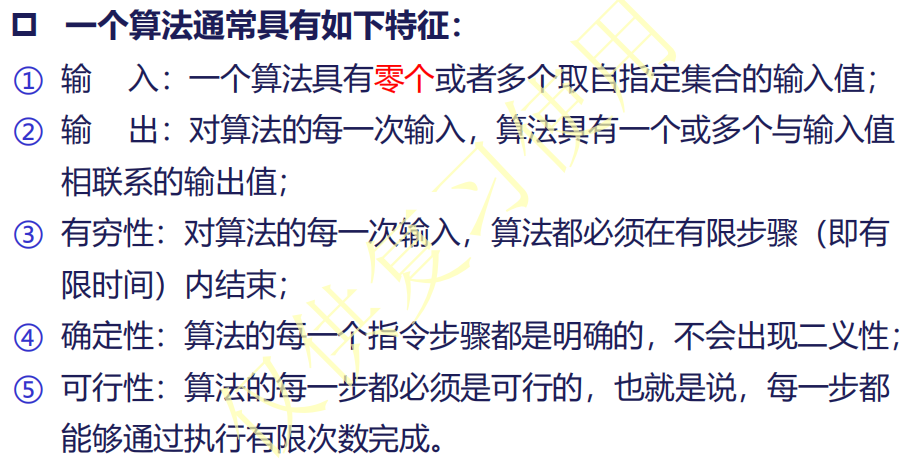 一个算法通常具有如下特征：
① 输 入：一个算法具有零个或者多个取自指定集合的输入值；
② 输 出：对算法的每一次输入，算法具有一个或多个与输入值
相联系的输出值；
③ 有穷性：对算法的每一次输入，算法都必须在有限步骤（即有
限时间）内结束；
④ 确定性：算法的每一个指令步骤都是明确的，不会出现二义性；
⑤ 可行性：算法的每一步都必须是可行的，也就是说，每一步都
能够通过执行有限次数完成。
仅供复习使用